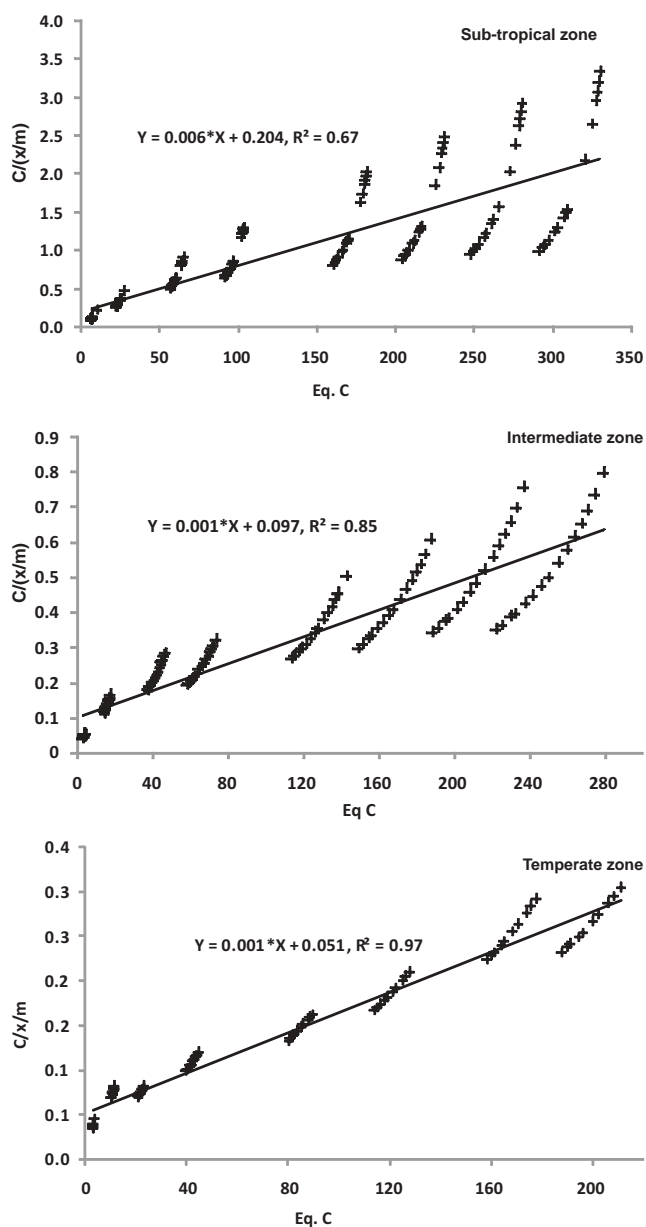 4.0
Sub-tropical zone
3.5
3.0
Y = 0.006*X + 0.204, R² = 0.67
2.5
2.0
1.5
1.0
0.5
0.0
C/(x/m)
0 50 100 150 200 250 300 350
Eq. C
0.9
Intermediate zone
0.8
0.7
Y = 0.001*X + 0.097, R² = 0.85
0.6
0.5
0.4
0.3
0.2
0.1
0
C/(x/m)
0 40 80 120 160 200 240 280
Eq C
0.4
Temperate zone
0.3
0.3
Y = 0.001*X + 0.051, R² = 0.97
0.2
0.2
0.1
0.1
0.0
C/x/m
0 40 80 120 160 200
Eq. C